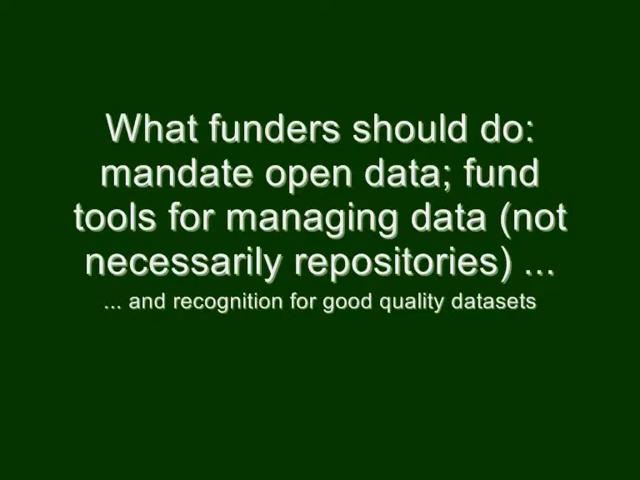 What funders should do:
mandate open data; fund
tools for managing data (not
necessarily repositories) ...
... and recognition for good quality datasets